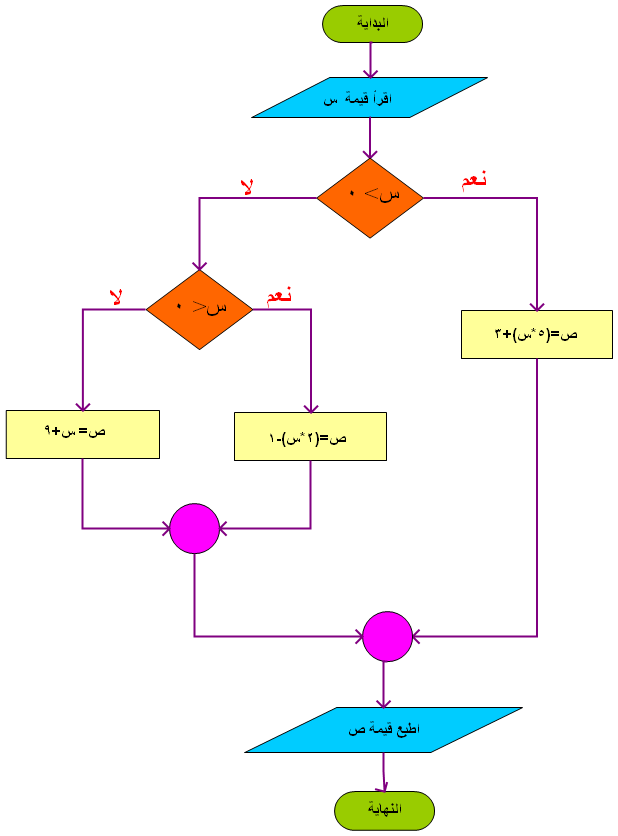 البداية
اقرأ قيمة س
نعم
س> ٠
لا
نعم
س< ٠
لا
ص=(٥*س)+٣
ص=(٢*س)-١
ص=س+٩
اطبع قيمة ص
النهاية